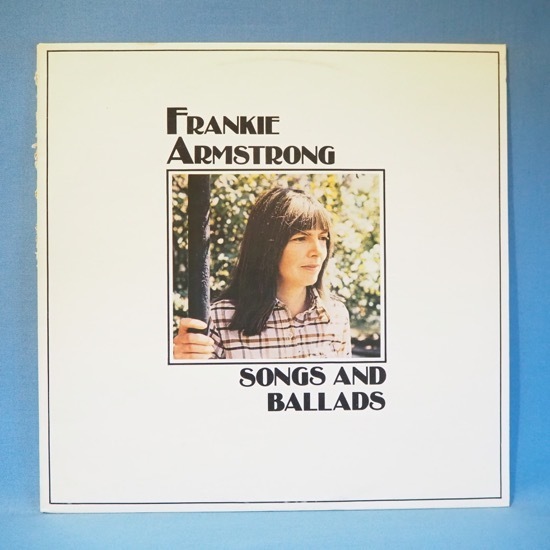 FRANKIE
ARMSTRONG
SONGS AND
BALLADS